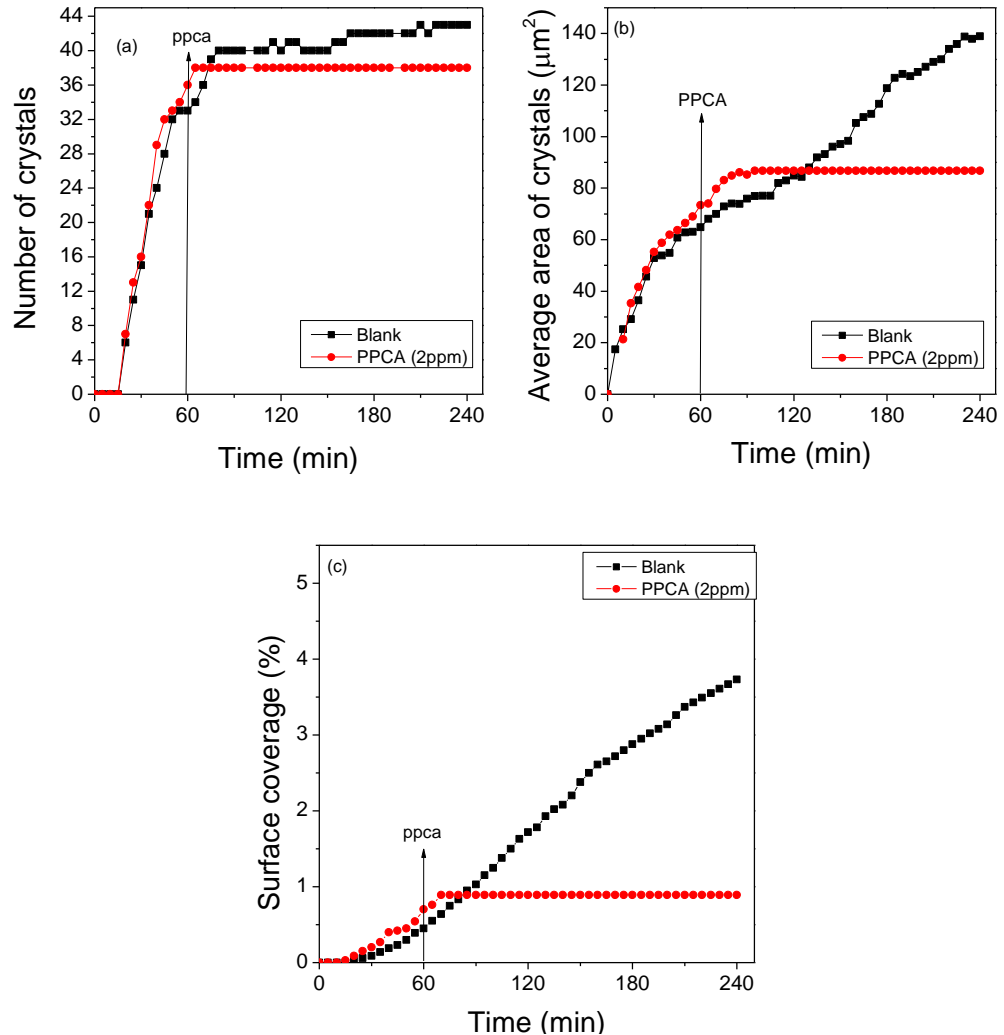 (a)
ppca
Number of crystals
44
40
36
32
28
24
20
16
12
8
4
0
0 60 120 180 240
Time (min)
Blank
PPCA (2ppm)
(b)
PPCA
Average area of crystals (μm²)
140
120
100
80
60
40
20
0
0 60 120 180 240
Time (min)
Blank
PPCA (2ppm)
(c)
ppca
Surface coverage (%)
5
4
3
2
1
0
0 60 120 180 240
Time (min)
Blank
PPCA (2ppm)